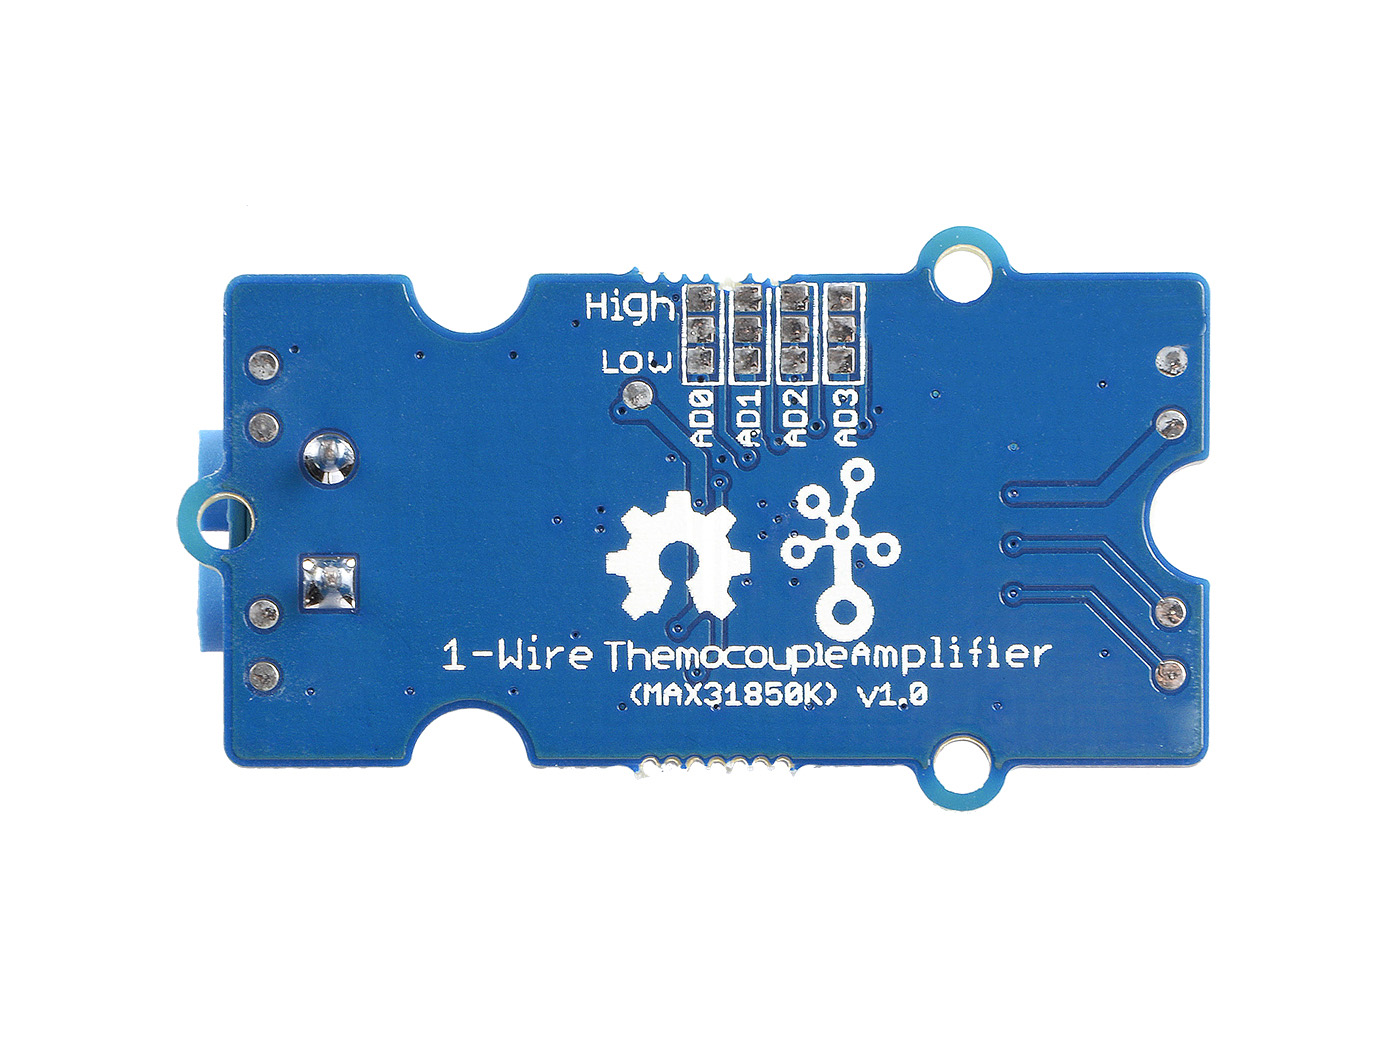 High
Low
AD0 AD1 AD2 AD3
1-Wire ThemocoupleAmplifier
(MAX31850K) v1.0